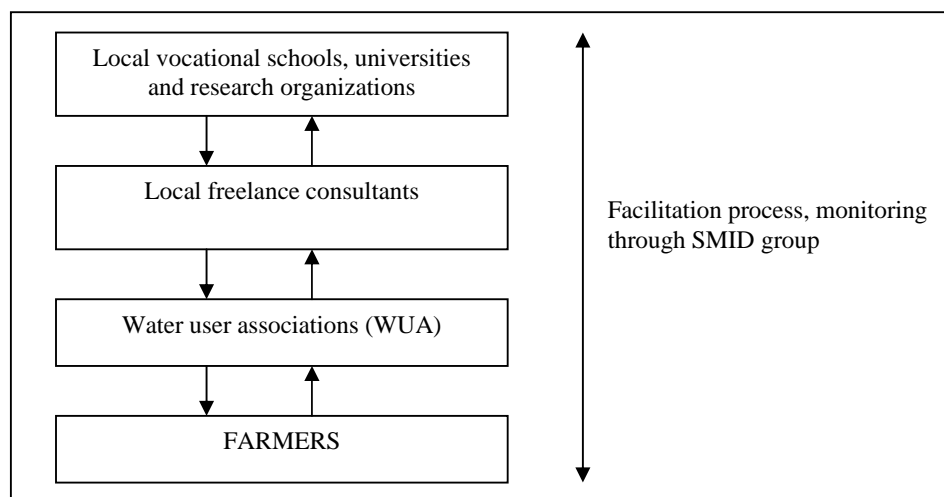 Local vocational schools, universities
and research organizations
Local freelance consultants
Facilitation process, monitoring
through SMID group
Water user associations (WUA)
FARMERS